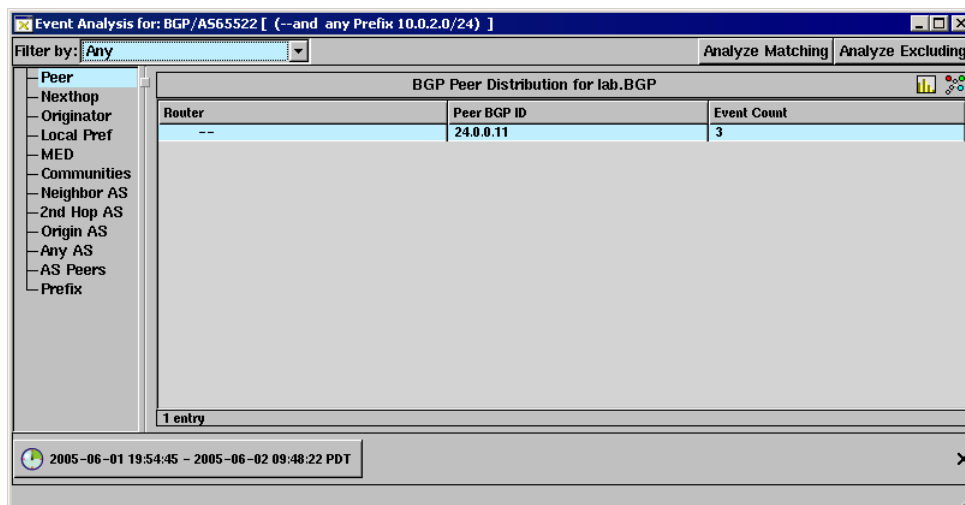 Event Analysis for: BGP/AS65522 [ (--and any Prefix 10.0.2.0/24) ]
Filter by: Any
Analyze Matching Analyze Excluding
Peer
Nexthop
Originator
Local Pref
MED
Communities
Neighbor AS
2nd Hop AS
Origin AS
Any AS
AS Peers
Prefix
BGP Peer Distribution for lab.BGP
Router Peer BGP ID Event Count
-- 24.0.0.11 3
1 entry
2005-06-01 19:54:45 - 2005-06-02 09:48:22 PDT